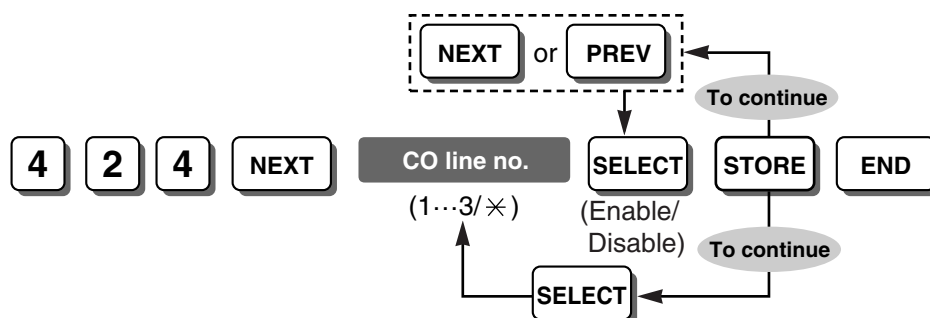 NEXT or PREV
To continue
4 2 4 NEXT CO line no. SELECT STORE END
(1···3/✳) (Enable/
Disable)
To continue
SELECT